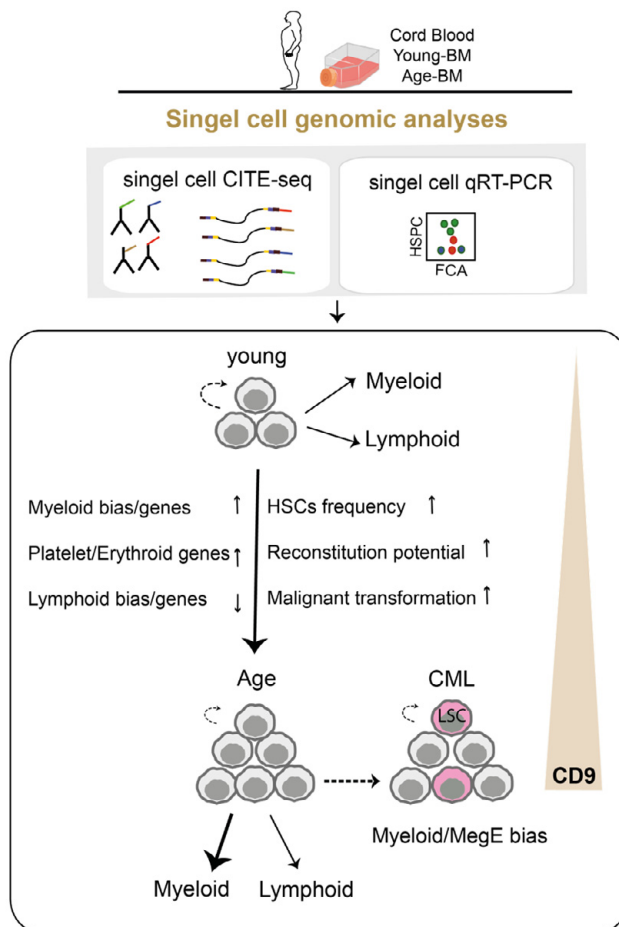 Cord Blood
Young-BM
Age-BM
Singel cell genomic analyses
singel cell CITE-seq
singel cell qRT-PCR
HSPC
FCA
young
Myeloid
Lymphoid
Myeloid bias/genes ↑
HSCs frequency ↑
Platelet/Erythroid genes ↑
Reconstitution potential ↑
Lymphoid bias/genes ↓
Malignant transformation ↑
Age
CML
LSC
CD9
Myeloid/MegE bias
Myeloid
Lymphoid